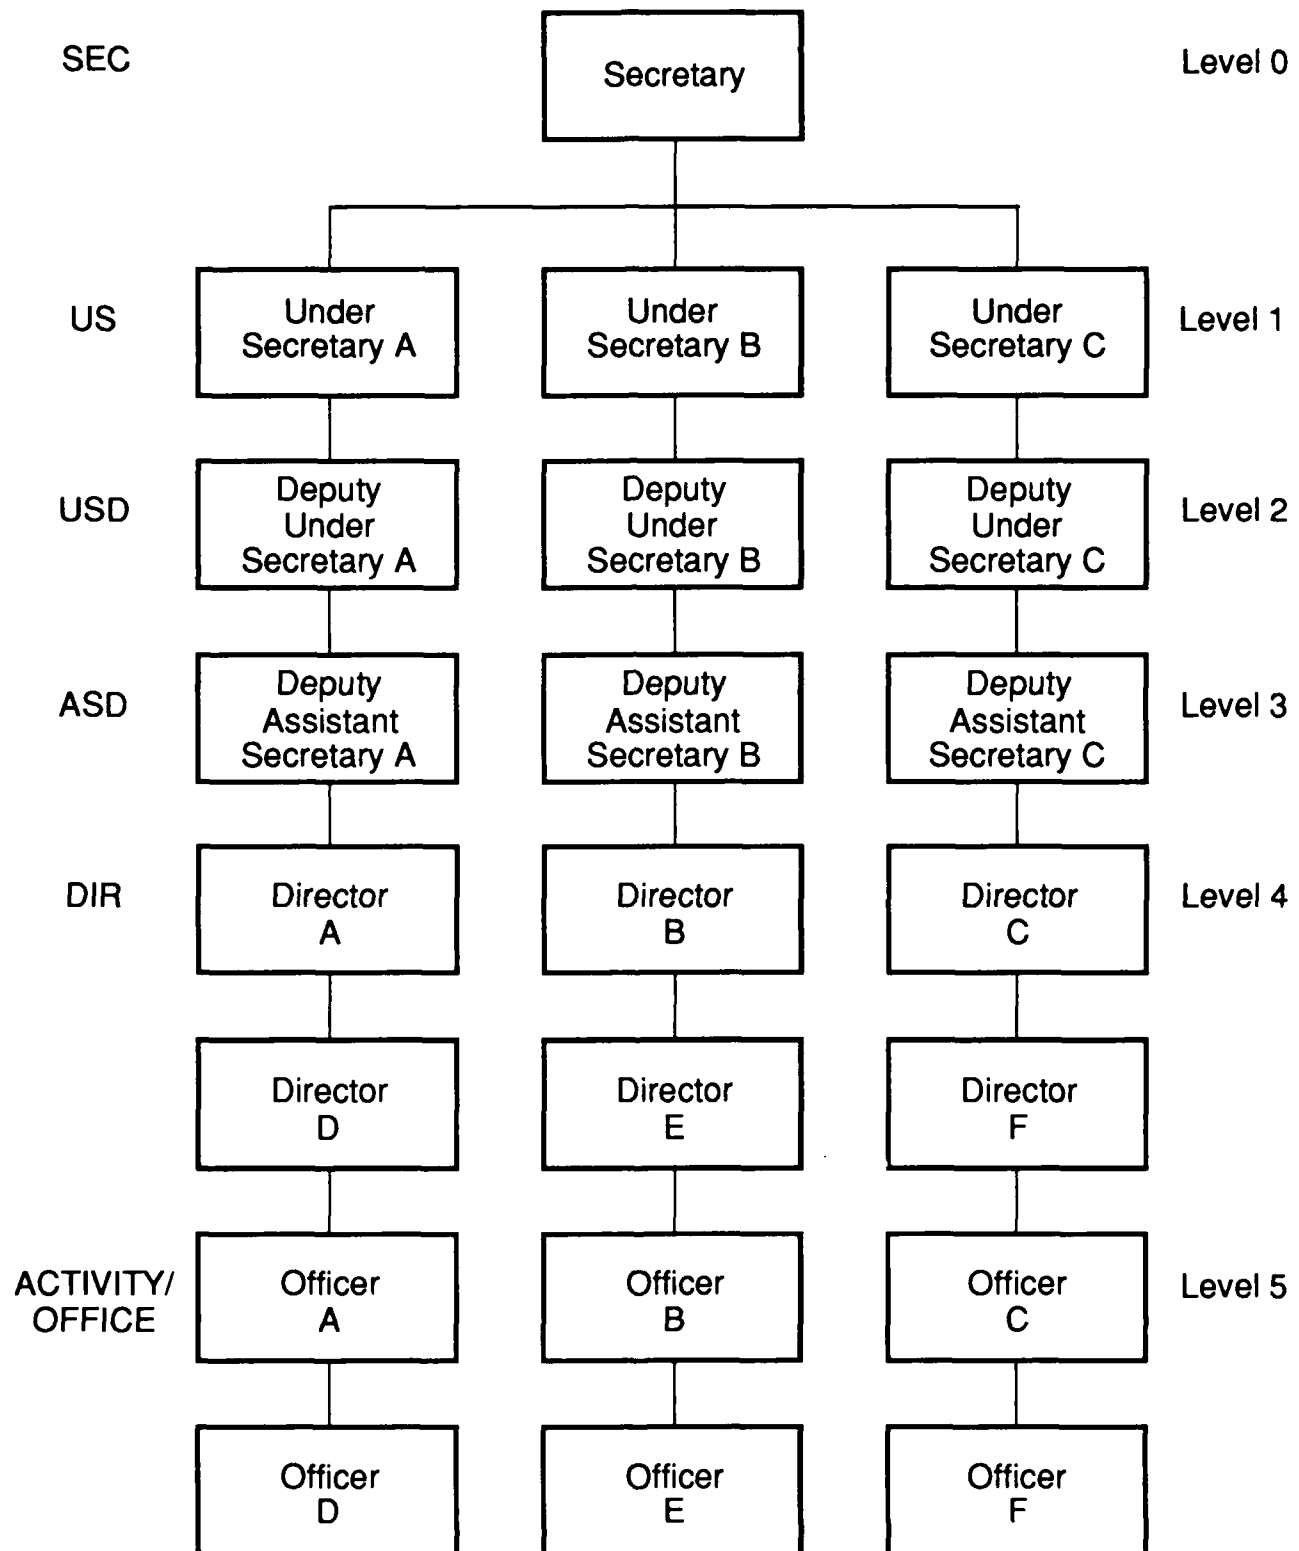 SEC
Secretary
Level 0
US
Under
Secretary A
Under
Secretary B
Under
Secretary C
Level 1
USD
Deputy
Under
Secretary A
Deputy
Under
Secretary B
Deputy
Under
Secretary C
Level 2
ASD
Deputy
Assistant
Secretary A
Deputy
Assistant
Secretary B
Deputy
Assistant
Secretary C
Level 3
DIR
Director
A
Director
B
Director
C
Level 4
Director
D
Director
E
Director
F
ACTIVITY/
OFFICE
Officer
A
Officer
B
Officer
C
Level 5
Officer
D
Officer
E
Officer
F